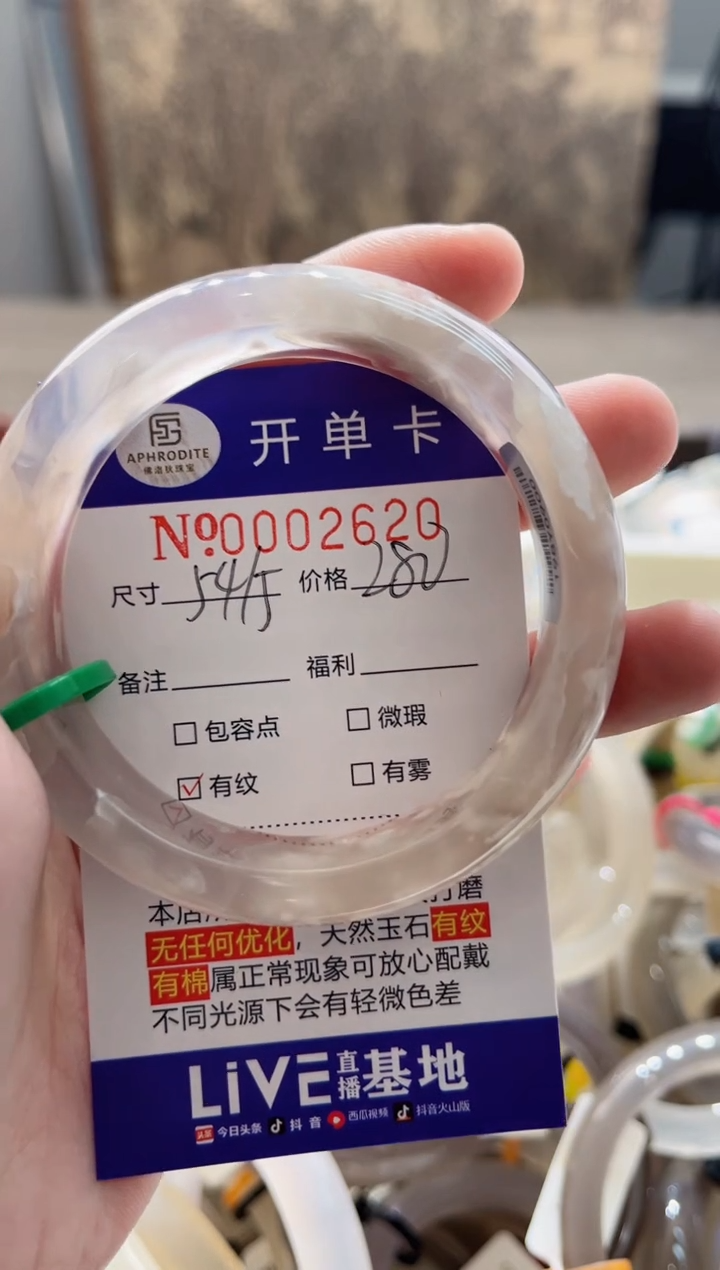 APHRODITE
开单卡
№0002620
尺寸 54/5 价格 280
备注 福利
包容点 微瑕
有纹 有雾
本店 打磨
无任何优化，天然玉石有纹
有棉属正常现象可放心配戴
不同光源下会有轻微色差
LiVE直播基地
头条 今日头条 抖音 西瓜视频 抖音火山版